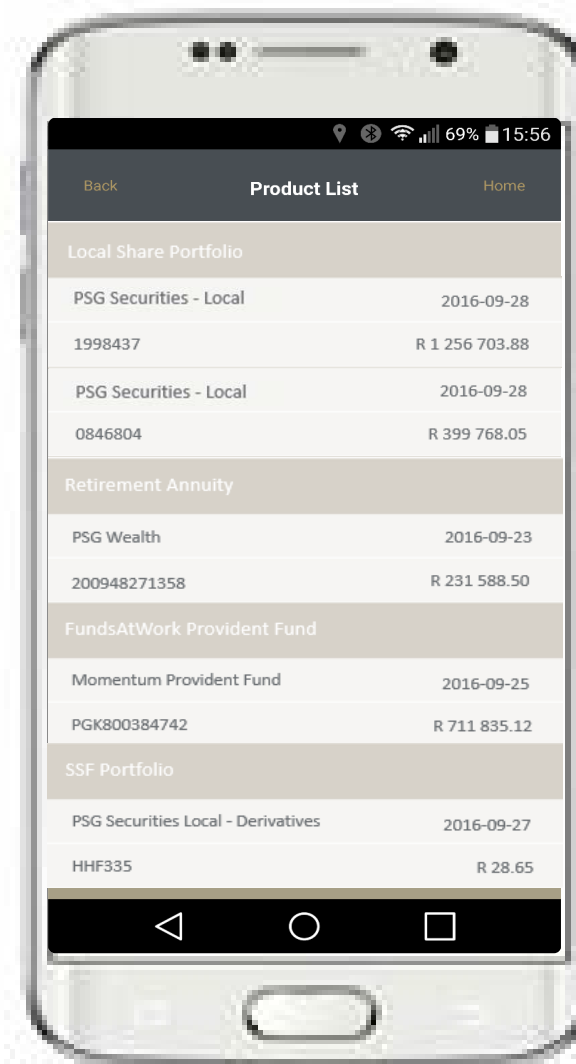 69% 15:56
Back Product List Home
Local Share Portfolio
PSG Securities - Local 2016-09-28
1998437 R 1 256 703.88
PSG Securities - Local 2016-09-28
0846804 R 399 768.05
Retirement Annuity
PSG Wealth 2016-09-23
200948271358 R 231 588.50
FundsAtWork Provident Fund
Momentum Provident Fund 2016-09-25
PGK800384742 R 711 835.12
SSF Portfolio
PSG Securities Local - Derivatives 2016-09-27
HHF335 R 28.65